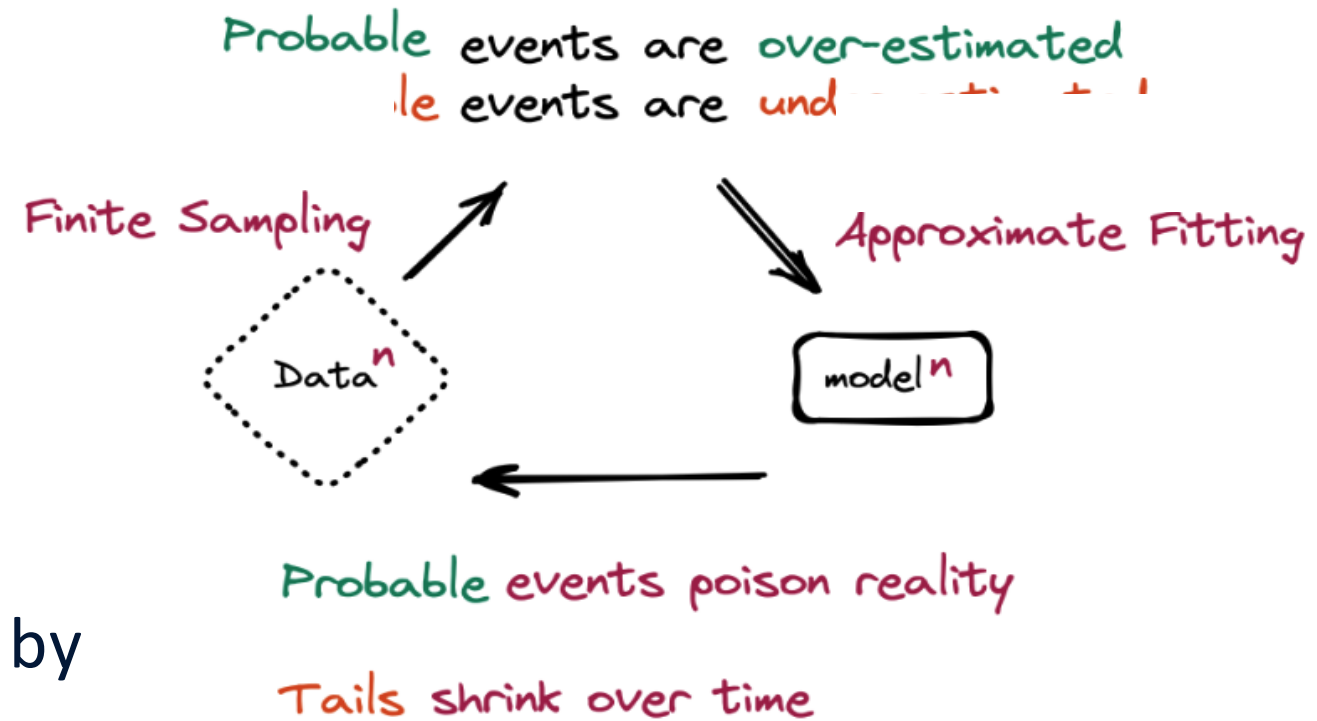 Probable events are over-estimated
events are
Finite Sampling
Approximate Fitting
Data^n
model^n
Probable events poison reality
by
Tails shrink over time